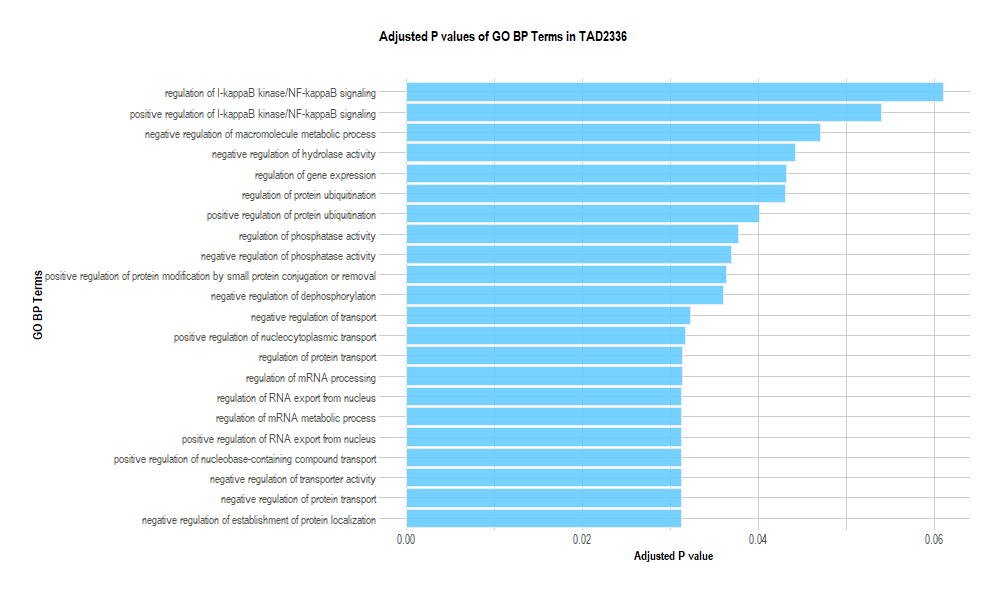 Adjusted P values of GO BP Terms in TAD2336
GO BP Terms
regulation of I-kappaB kinase/NF-kappaB signaling
positive regulation of I-kappaB kinase/NF-kappaB signaling
negative regulation of macromolecule metabolic process
negative regulation of hydrolase activity
regulation of gene expression
regulation of protein ubiquitination
positive regulation of protein ubiquitination
regulation of phosphatase activity
negative regulation of phosphatase activity
positive regulation of protein modification by small protein conjugation or removal
negative regulation of dephosphorylation
negative regulation of transport
positive regulation of nucleocytoplasmic transport
regulation of protein transport
regulation of mRNA processing
regulation of RNA export from nucleus
regulation of mRNA metabolic process
positive regulation of RNA export from nucleus
positive regulation of nucleobase-containing compound transport
negative regulation of transporter activity
negative regulation of protein transport
negative regulation of establishment of protein localization
0.00 0.02 0.04 0.06
Adjusted P value